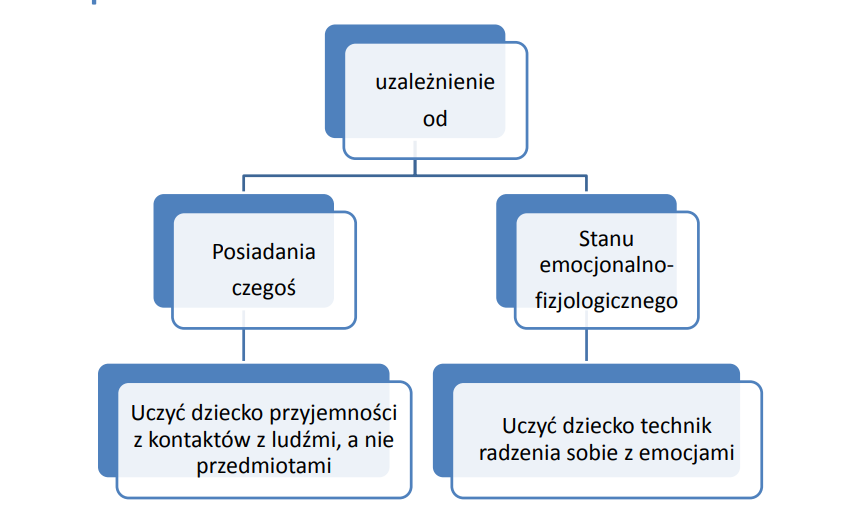 uzależnienie
od
Posiadania
czegoś
Stanu
emocjonalno-
fizjologicznego
Uczyć dziecko przyjemności
z kontaktów z ludźmi, a nie
przedmiotami
Uczyć dziecko technik
radzenia sobie z emocjami